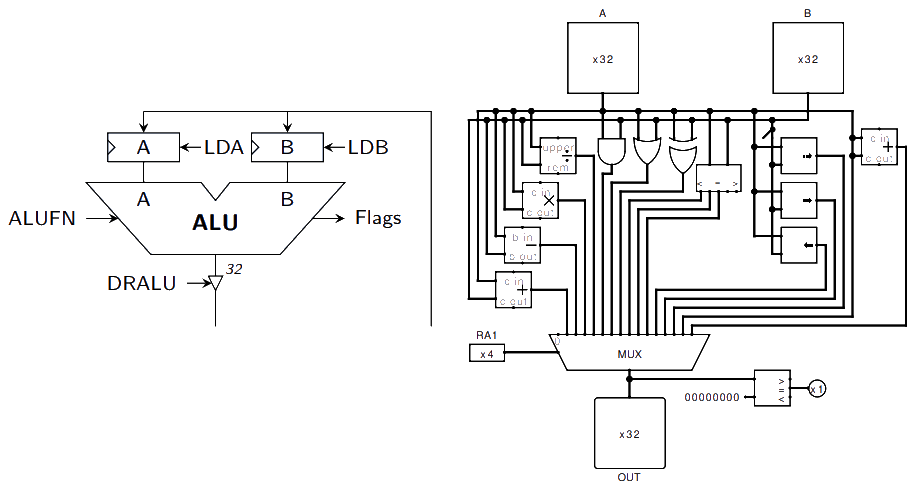 A
B
LDA
LDB
A
B
ALU
ALUFN
Flags
32
DRALU
A
B
x32
x32
upper
÷
rem
c in
×
c out
b in
−
b out
c in
+
c out
< = >
c in
+
c out
0
MUX
RA1
x4
00000000
>
=
<
x1
x32
OUT